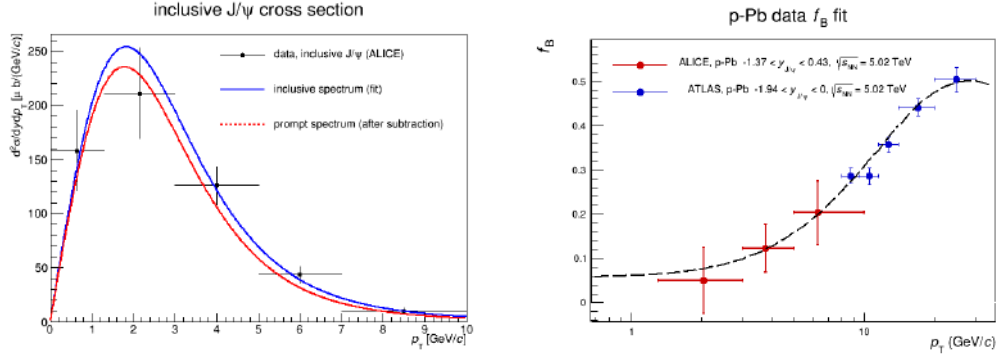 inclusive J/ψ cross section
d²σ/dydp_T [μ b/(GeV/c)]
250
200
150
100
50
0
data, inclusive J/ψ (ALICE)
inclusive spectrum (fit)
prompt spectrum (after subtraction)
0 1 2 3 4 5 6 7 8 9 10
p_T [GeV/c]
p-Pb data f_B fit
f_B
0.5
0.4
0.3
0.2
0.1
0
ALICE, p-Pb -1.37 < y_J/ψ < 0.43, √s_NN = 5.02 TeV
ATLAS, p-Pb -1.94 < y_J/ψ < 0, √s_NN = 5.02 TeV
1 10
p_T (GeV/c)